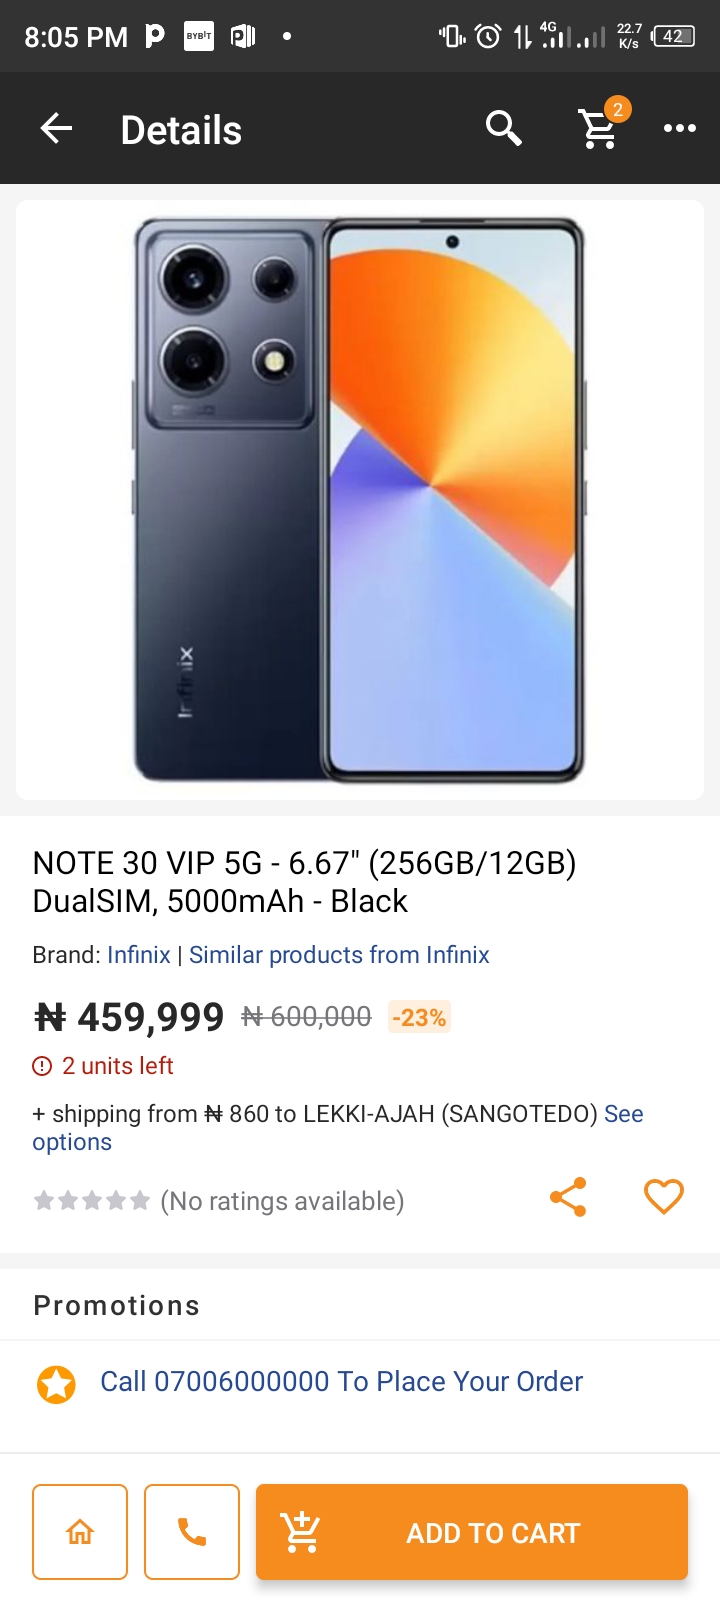 8:05 PM BYBIT 4G 22.7 K/s 42
Details 2
Infinix
NOTE 30 VIP 5G - 6.67" (256GB/12GB)
DualSIM, 5000mAh - Black
Brand: Infinix | Similar products from Infinix
₦ 459,999 ₦ 600,000 -23%
2 units left
+ shipping from ₦ 860 to LEKKI-AJAH (SANGOTEDO) See
options
(No ratings available)
Promotions
Call 07006000000 To Place Your Order
ADD TO CART